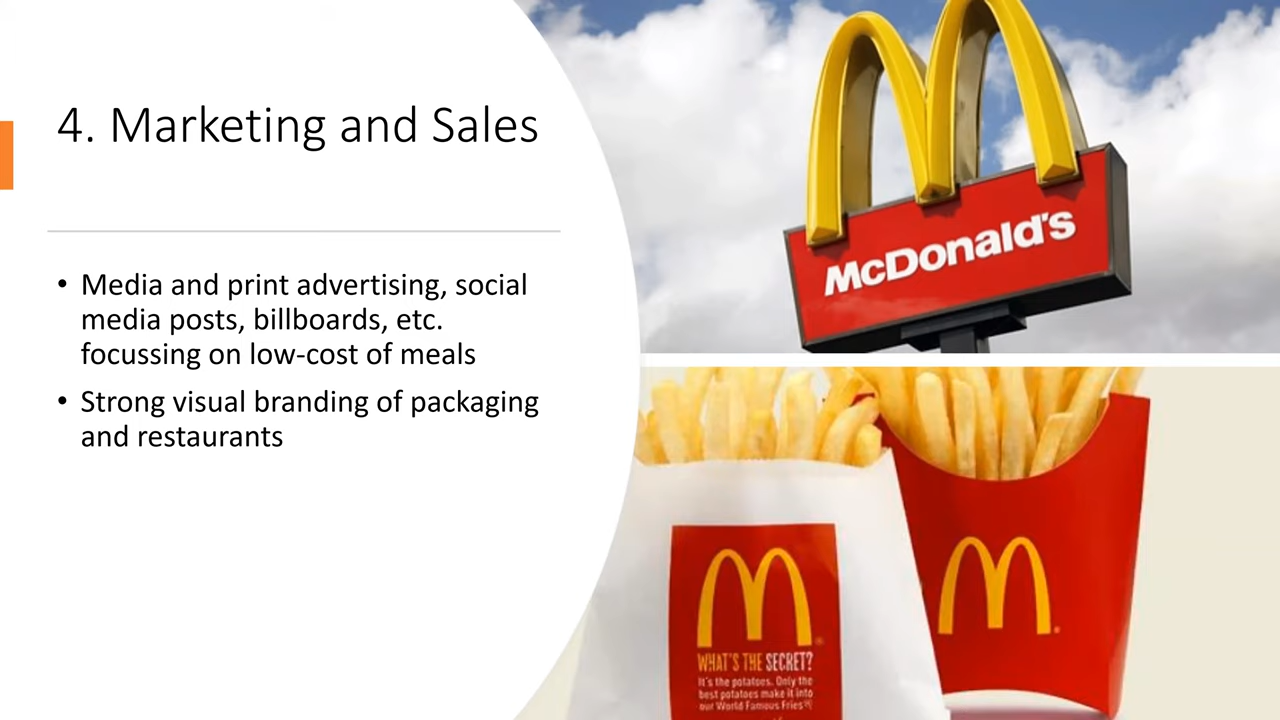 4. Marketing and Sales
• Media and print advertising, social
media posts, billboards, etc.
focussing on low-cost of meals
• Strong visual branding of packaging
and restaurants
McDonald's
WHAT'S THE SECRET?
It's the potatoes. Only the
best potatoes make it into
our World Famous Fries